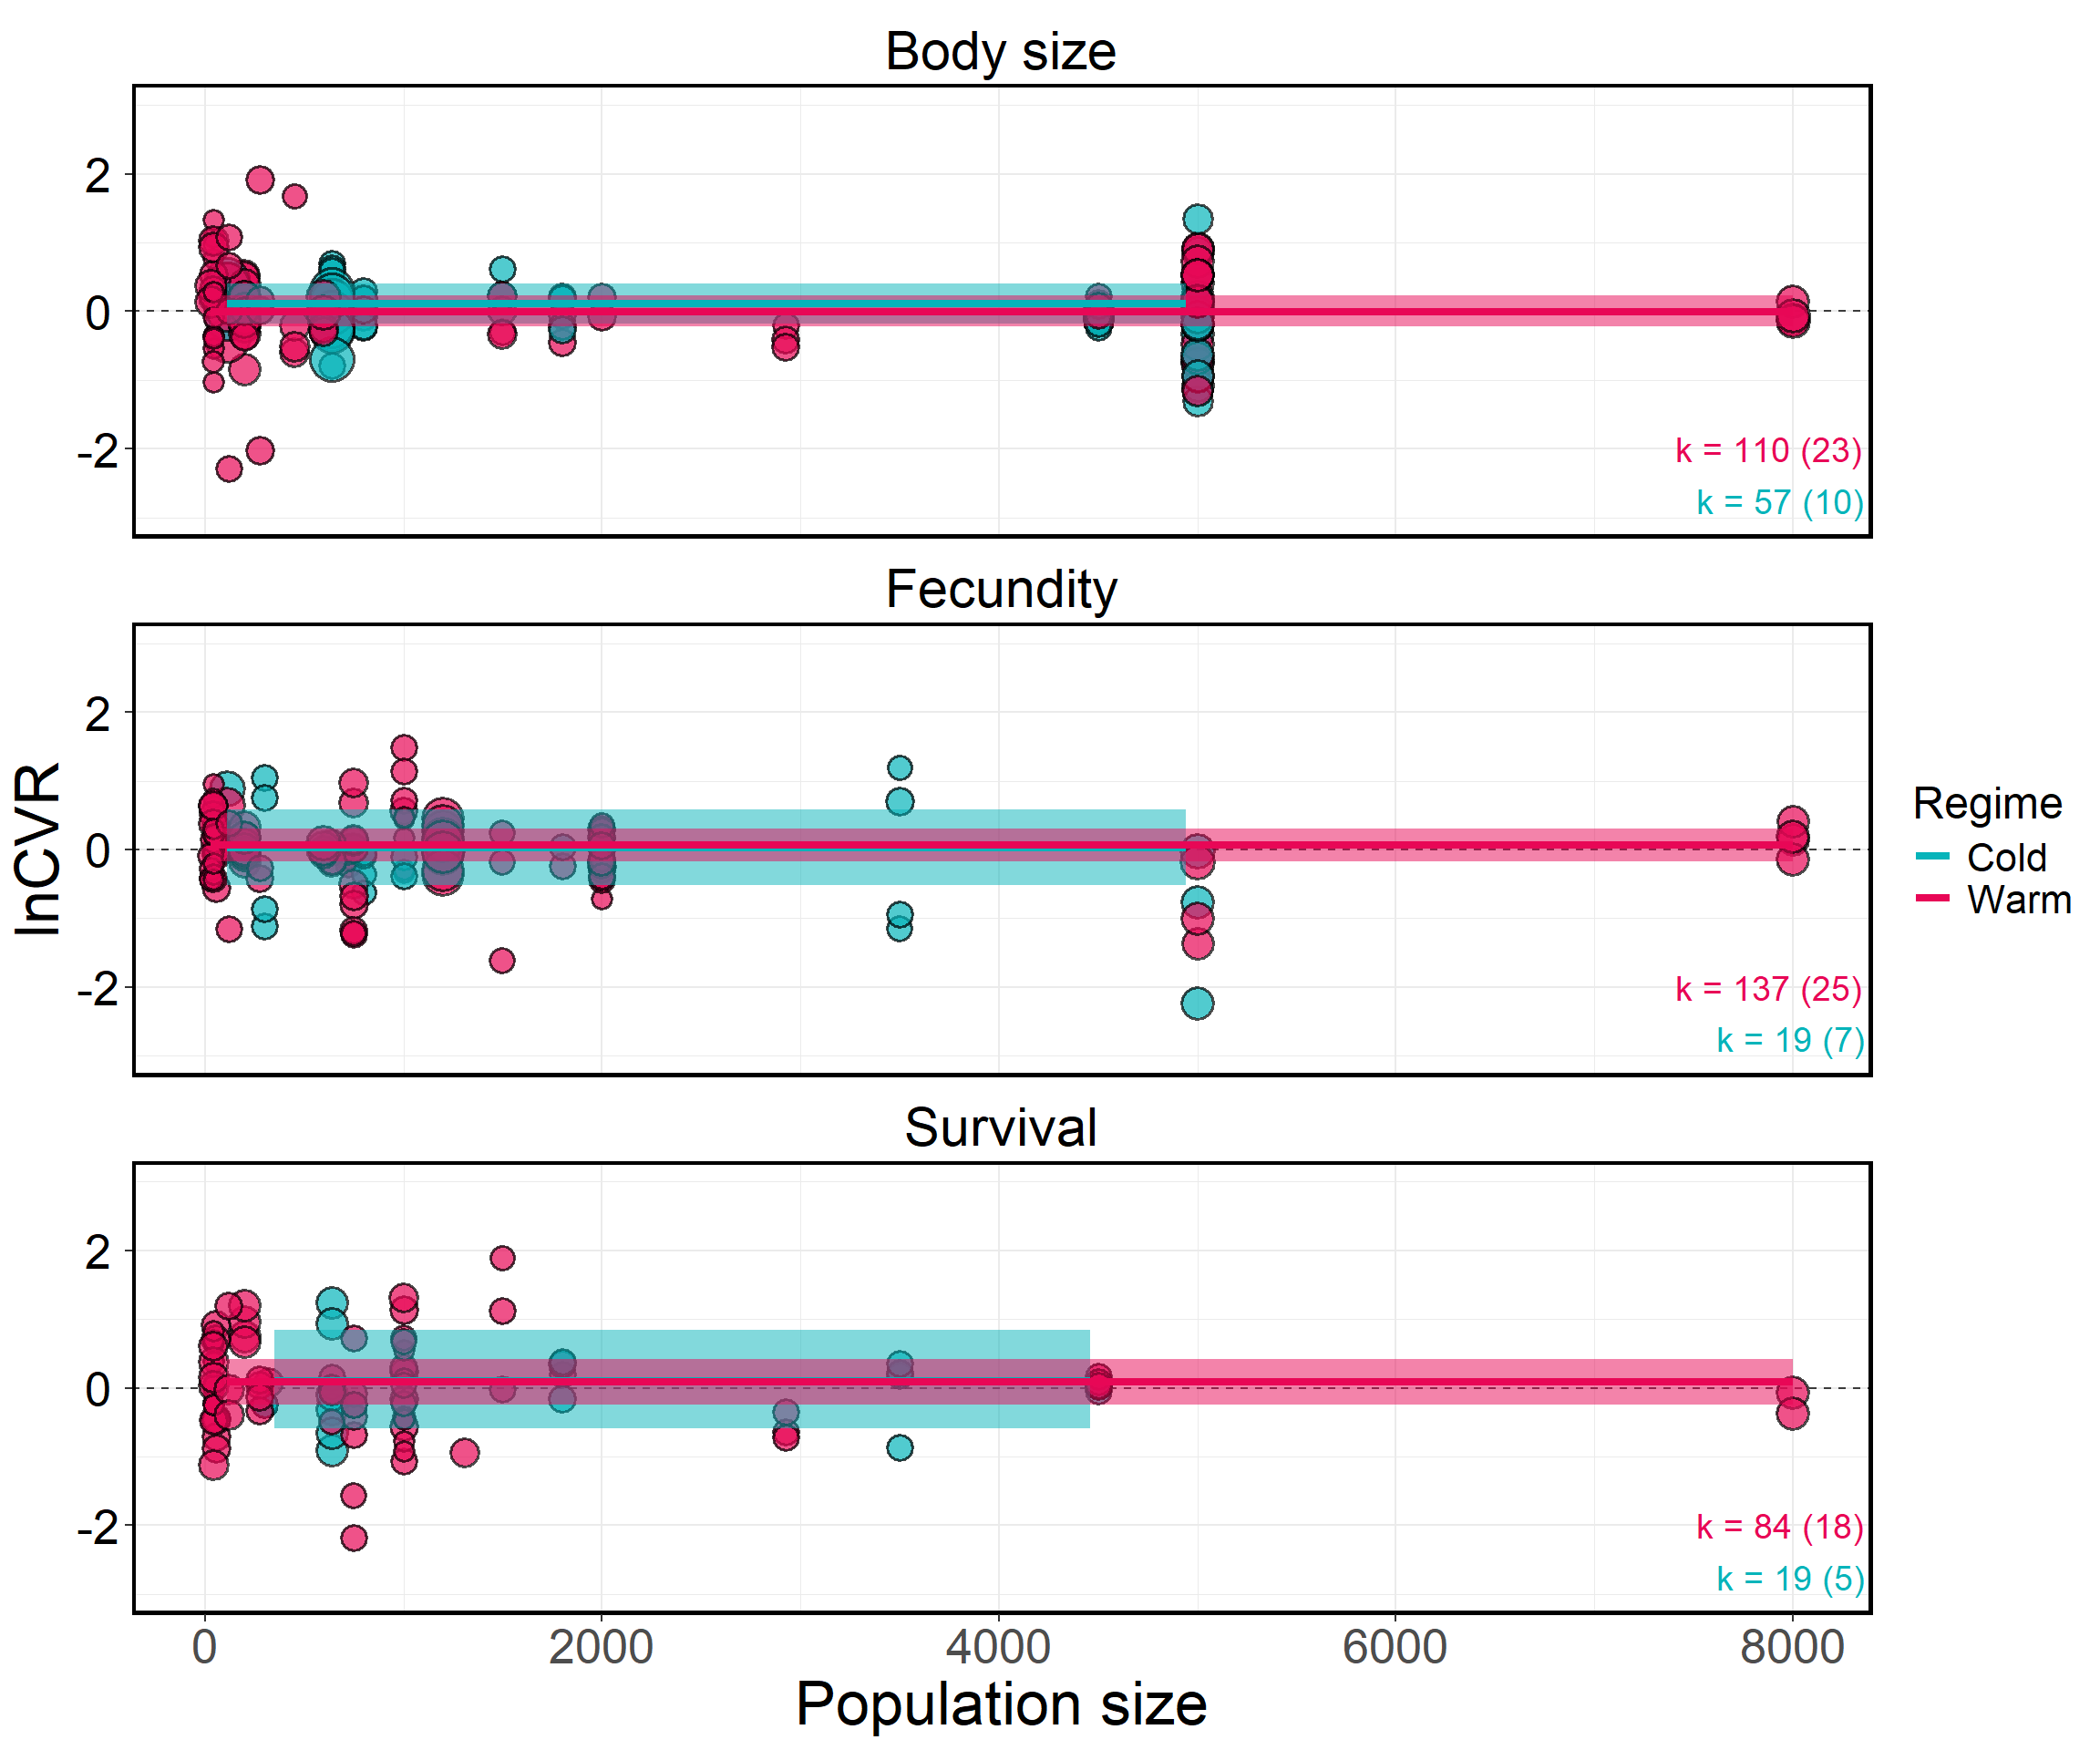 Body size
2
0
-2
k = 110 (23)
k = 57 (10)
Fecundity
2
0
-2
k = 137 (25)
k = 19 (7)
lnCVR
Regime
Cold
Warm
Survival
2
0
-2
k = 84 (18)
k = 19 (5)
0 2000 4000 6000 8000
Population size